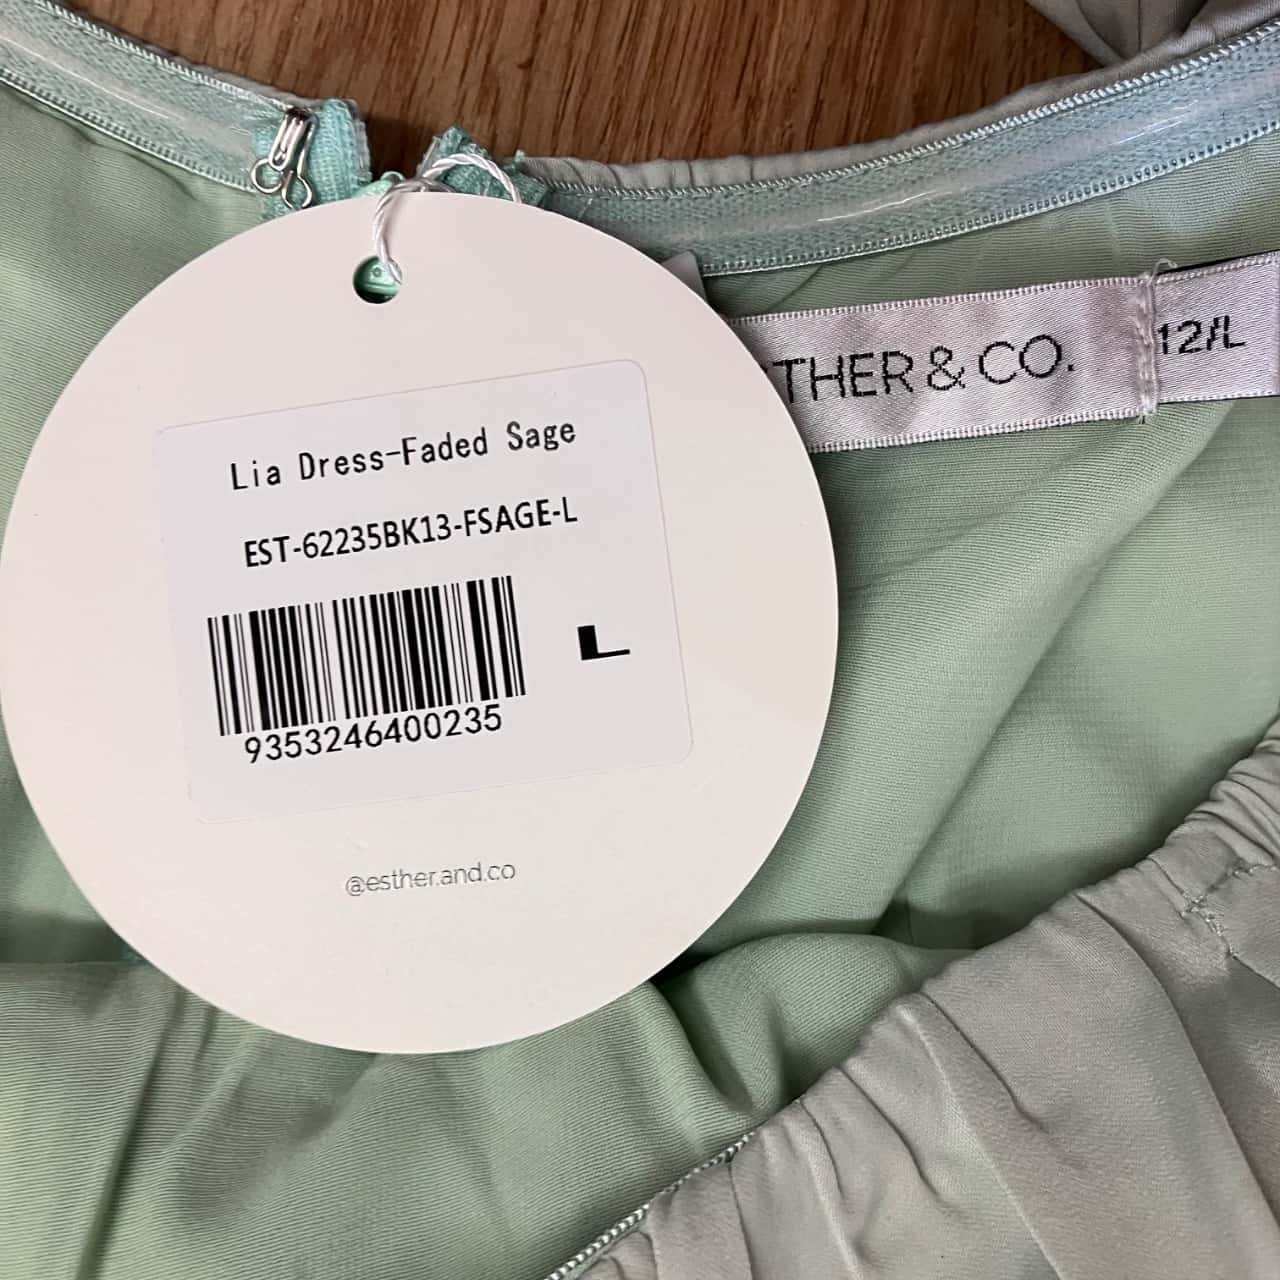 Lia Dress-Faded Sage
EST-62235BK13-FSAGE-L
L
9353246400235
@esther.and.co
THER & CO.
12/L